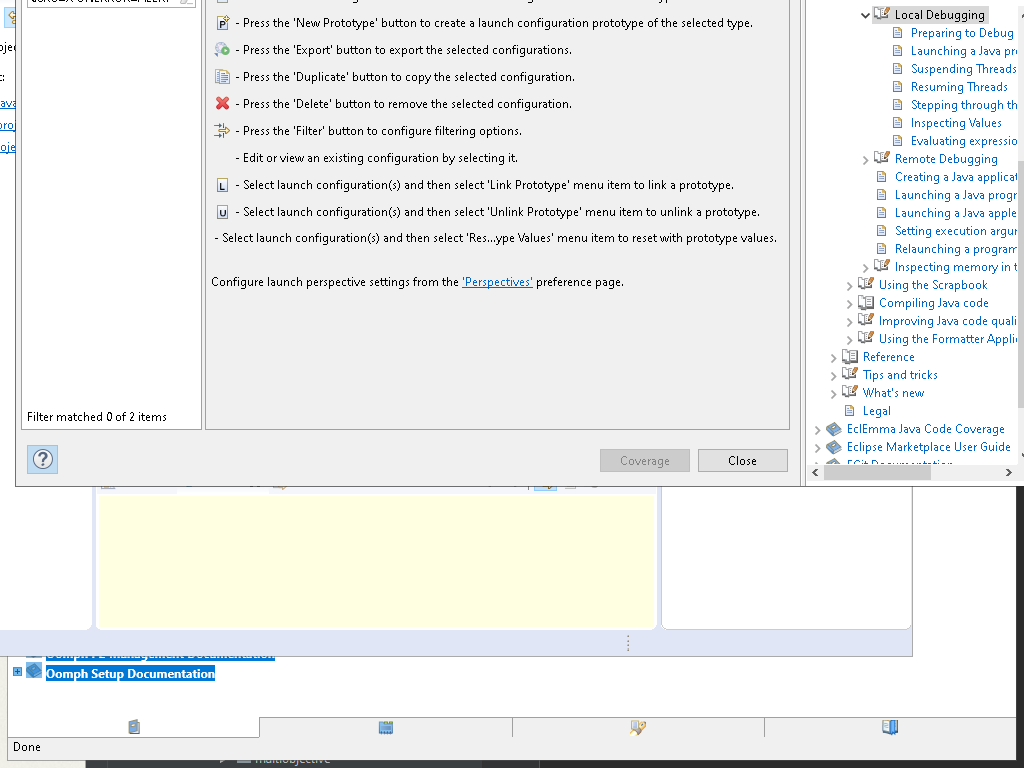 - Press the 'New Prototype' button to create a launch configuration prototype of the selected type.
- Press the 'Export' button to export the selected configurations.
- Press the 'Duplicate' button to copy the selected configuration.
- Press the 'Delete' button to remove the selected configuration.
- Press the 'Filter' button to configure filtering options.
- Edit or view an existing configuration by selecting it.
L - Select launch configuration(s) and then select 'Link Prototype' menu item to link a prototype.
U - Select launch configuration(s) and then select 'Unlink Prototype' menu item to unlink a prototype.
- Select launch configuration(s) and then select 'Res...ype Values' menu item to reset with prototype values.
Configure launch perspective settings from the 'Perspectives' preference page.
Filter matched 0 of 2 items
Coverage
Close
Local Debugging
Preparing to Debug
Launching a Java pr
Suspending Threads
Resuming Threads
Stepping through th
Inspecting Values
Evaluating expressio
Remote Debugging
Creating a Java applicat
Launching a Java progr
Launching a Java apple
Setting execution argur
Relaunching a program
Inspecting memory in t
Using the Scrapbook
Compiling Java code
Improving Java code quali
Using the Formatter Appli
Reference
Tips and tricks
What's new
Legal
EclEmma Java Code Coverage
Eclipse Marketplace User Guide
EGit Documentation
Oomph P2 Management Documentation
Oomph Setup Documentation
Done
multiobjective